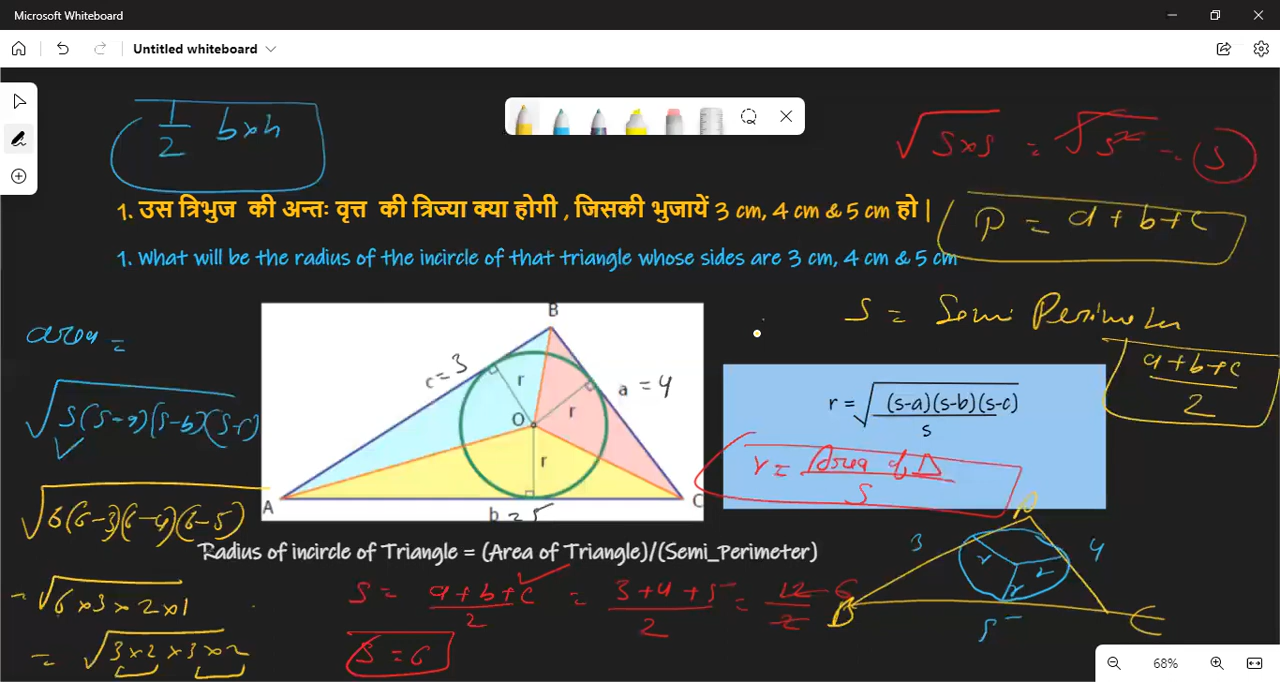 Microsoft Whiteboard
Untitled whiteboard
1/2 b×h
√s×s = √s² = s
1. उस त्रिभुज की अन्तः वृत्त की त्रिज्या क्या होगी , जिसकी भुजायें 3 cm, 4 cm & 5 cm हो |
P = a + b + c
1. What will be the radius of the incircle of that triangle whose sides are 3 cm, 4 cm & 5 cm
S = Semi Perimeter
a+b+c/2
area =
√s(s-a)(s-b)(s-c)
B
c = 3
a = 4
r
r
O
r
A
C
b = 5
r = √(s-a)(s-b)(s-c)/s
r = Area of Δ/S
√6(6-3)(6-4)(6-5)
Radius of incircle of Triangle = (Area of Triangle)/(Semi_Perimeter)
= √6×3×2×1
S = a+b+c/2 = 3+4+5/2 = 12/2 6
= √3×2×3×2
S = 6
A
3
4
r
r
r
B
C
5
68%